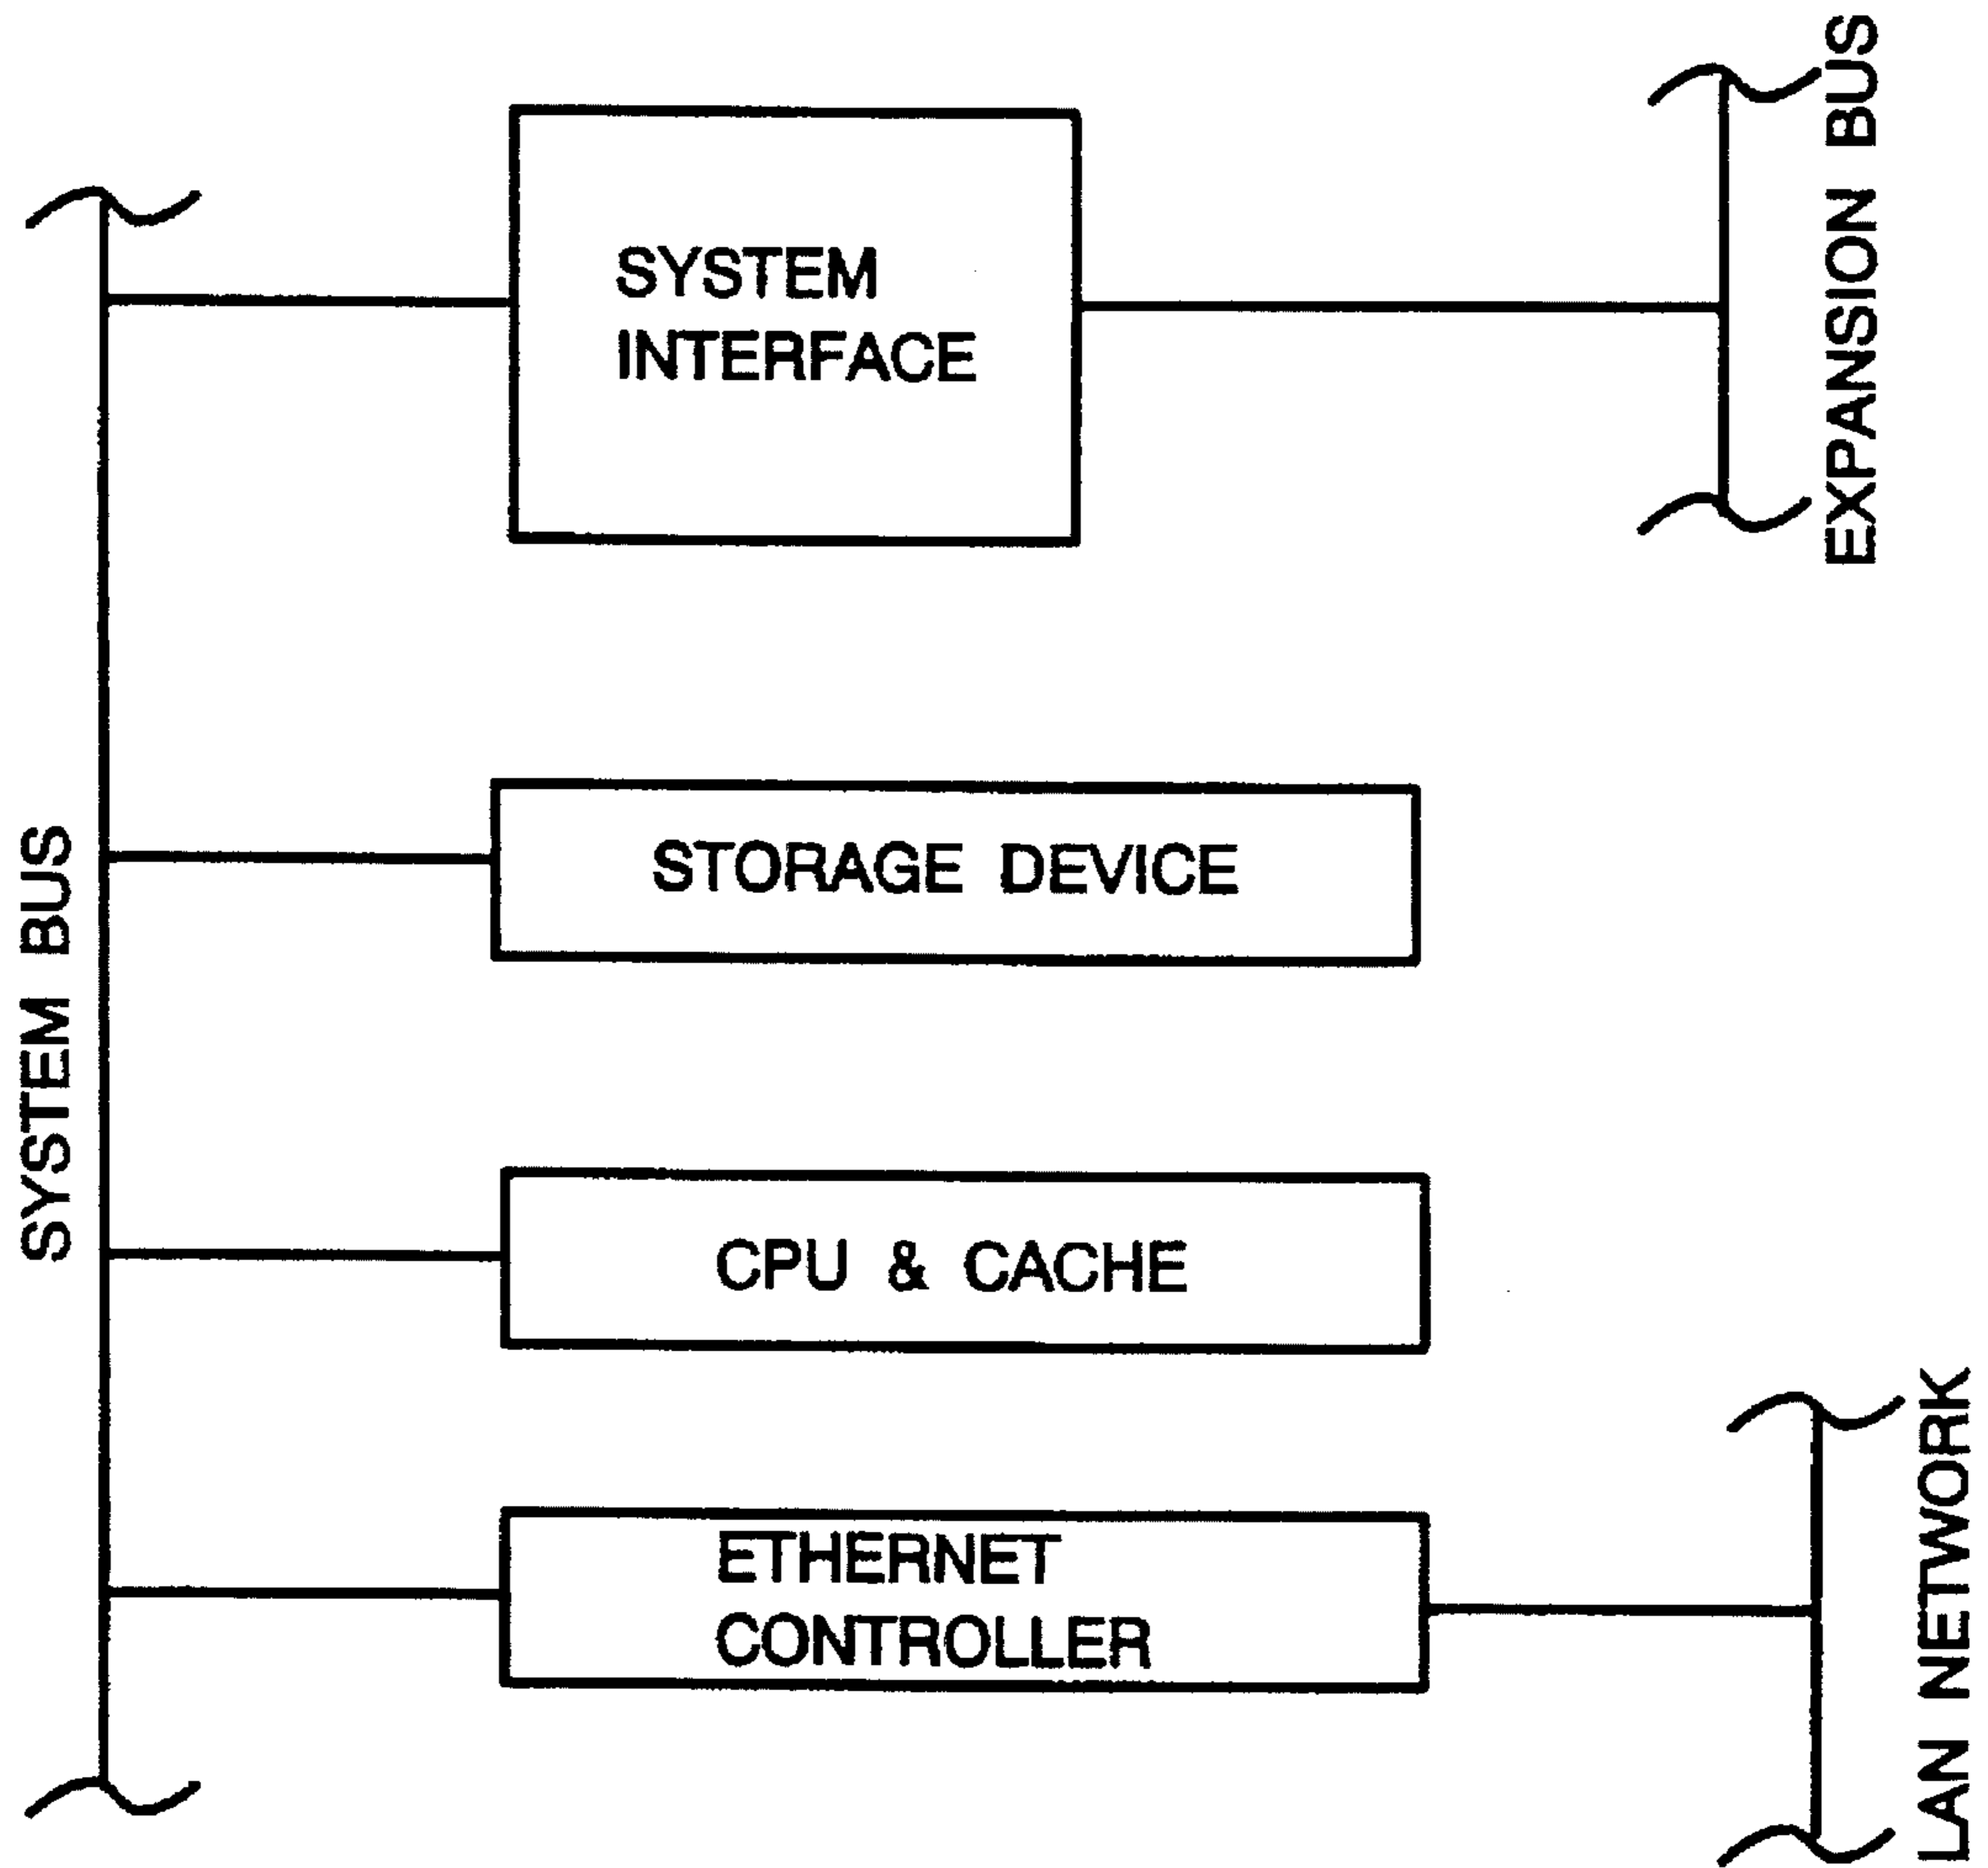 SYSTEM BUS
SYSTEM
INTERFACE
EXPANSION BUS
STORAGE DEVICE
CPU & CACHE
ETHERNET
CONTROLLER
LAN NETWORK